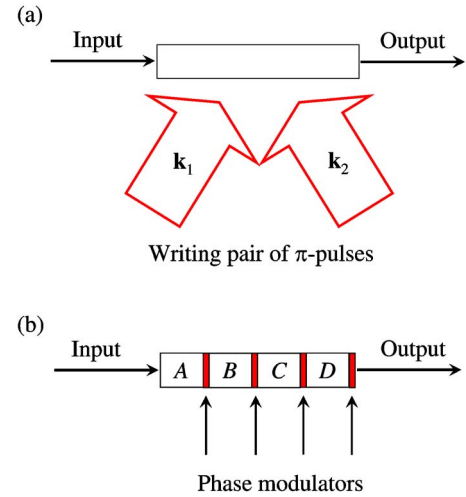 (a)
Input
Output
k1
k2
Writing pair of π-pulses
(b)
Input
Output
A B C D
Phase modulators